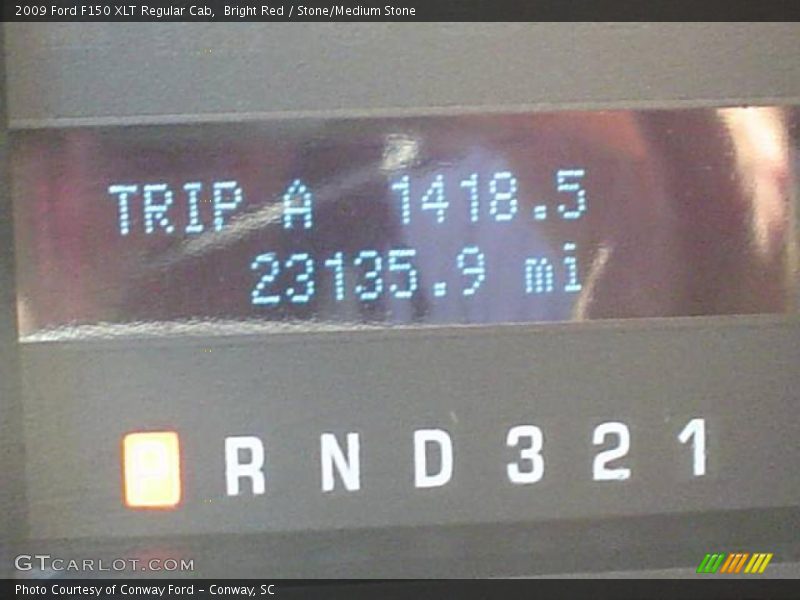 2009 Ford F150 XLT Regular Cab,  Bright Red / Stone/Medium Stone
TRIP A 1418.5
23135.9 mi
P R N D 3 2 1
GTCARLOT.COM
Photo Courtesy of Conway Ford – Conway, SC